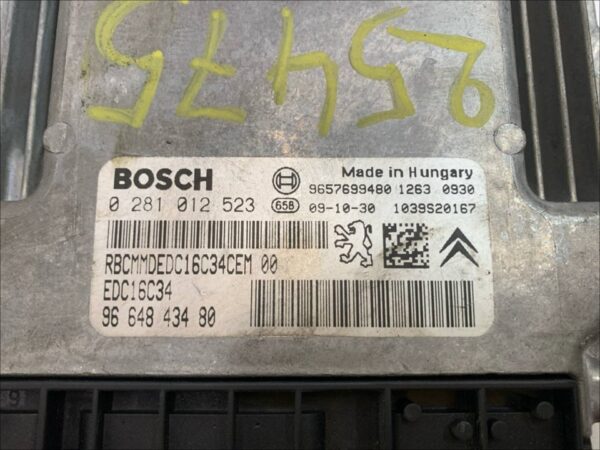 25475
BOSCH
Made in Hungary
9657699480 1263 0930
0 281 012 523 658 09-10-30 1039S20167
RBCMMDEDC16C34CEM 00
EDC16C34
96 648 434 80